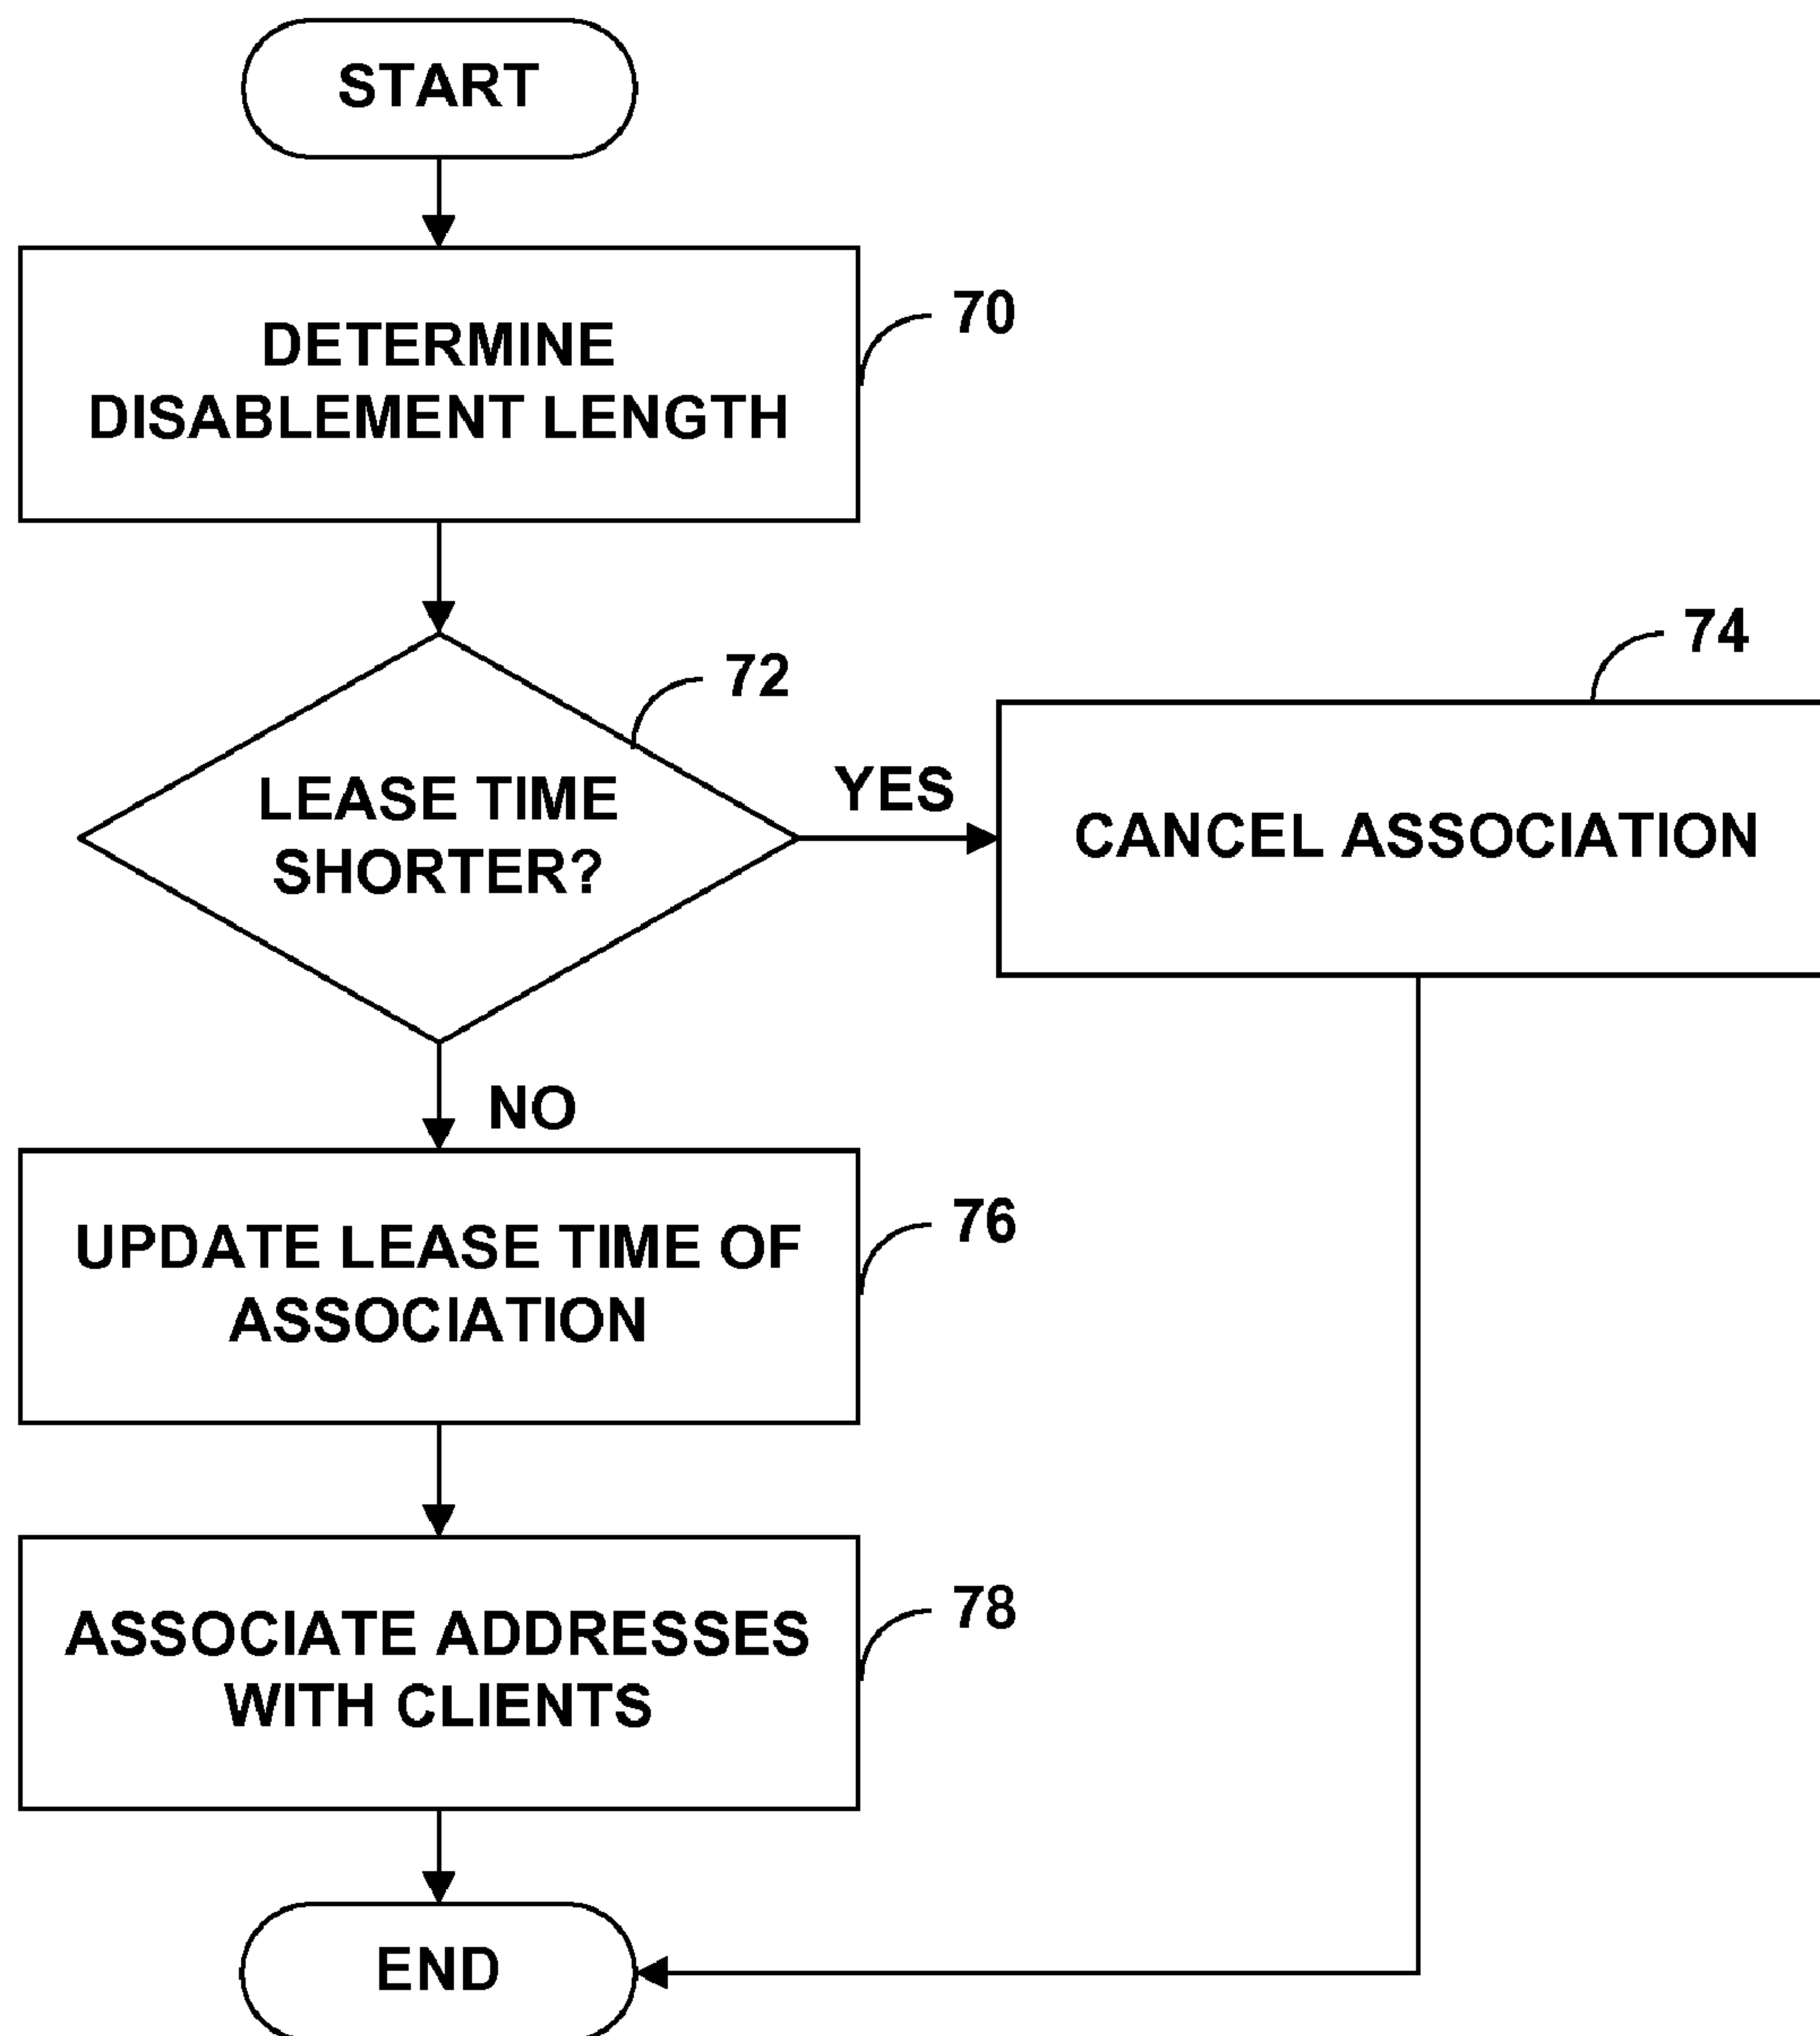 START
DETERMINE
DISABLEMENT LENGTH
70
LEASE TIME
SHORTER?
72
YES
CANCEL ASSOCIATION
74
NO
UPDATE LEASE TIME OF
ASSOCIATION
76
ASSOCIATE ADDRESSES
WITH CLIENTS
78
END